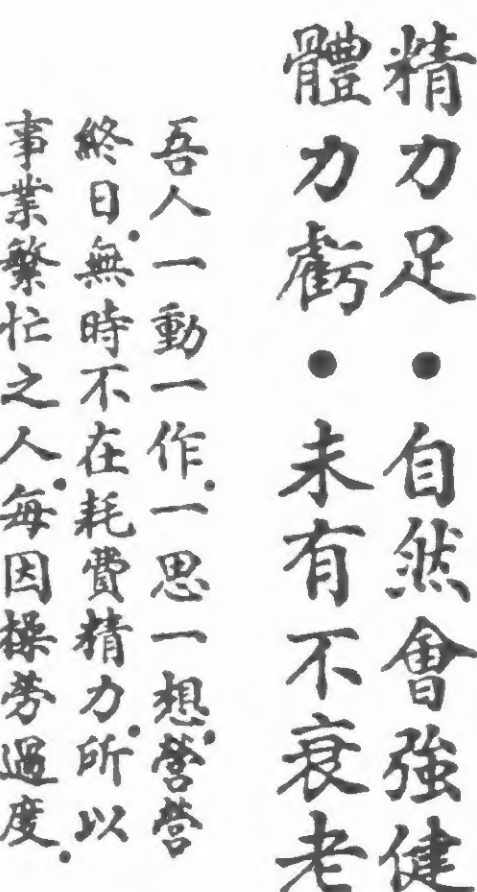 精力足•自然會強健
體力虧•未有不衰老
吾人一動一作.一思一想.營營
終日.無時不在耗費精力.所以
事業繁忙之人.每因操勞過度.